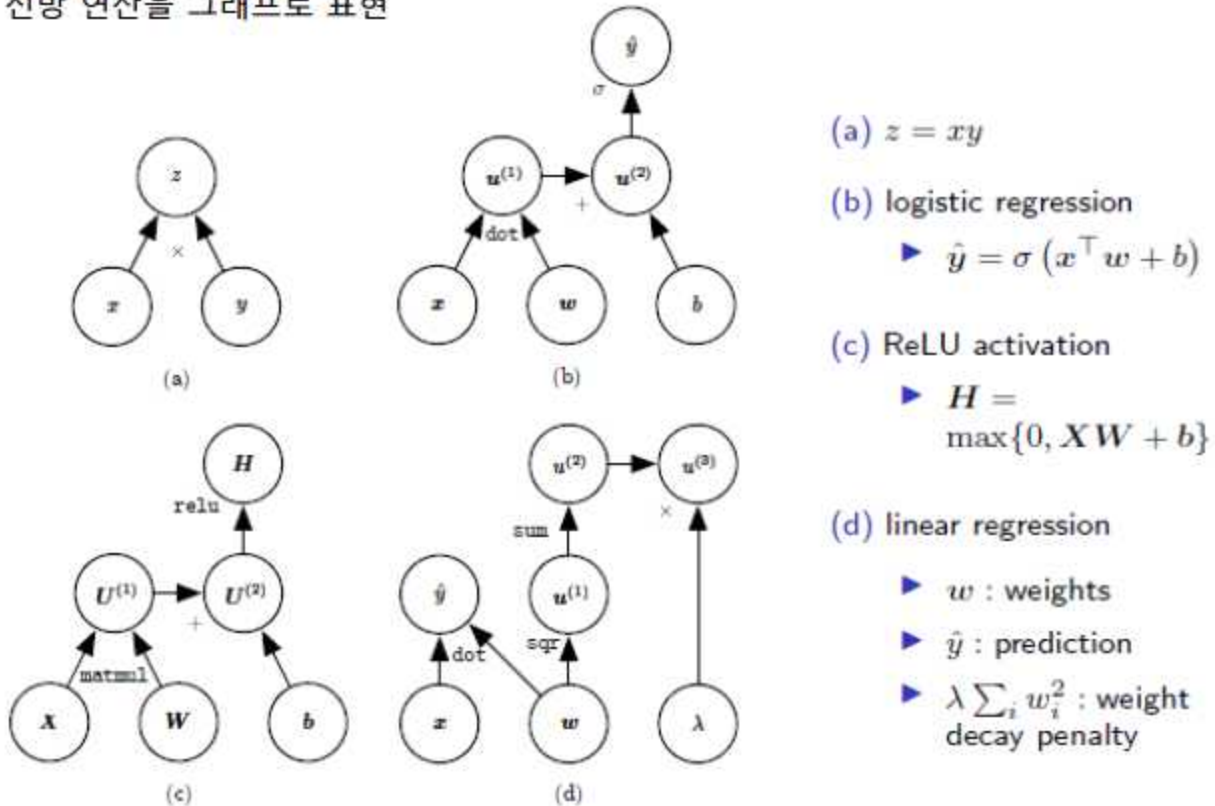 연산을 그래프로 표현
ŷ
σ
z
u⁽¹⁾
u⁽²⁾
+
×
dot
x
y
x
w
b
(a)
(b)
H
u⁽²⁾
u⁽³⁾
relu
×
sum
U⁽¹⁾
U⁽²⁾
ŷ
u⁽¹⁾
+
matmul
dot
sqr
X
W
b
x
w
λ
(c)
(d)
(a) z = xy
(b) logistic regression
▶ ŷ = σ (x⊤w + b)
(c) ReLU activation
▶ H =
max{0, XW + b}
(d) linear regression
▶ w : weights
▶ ŷ : prediction
▶ λ ∑ᵢ wᵢ² : weight
decay penalty